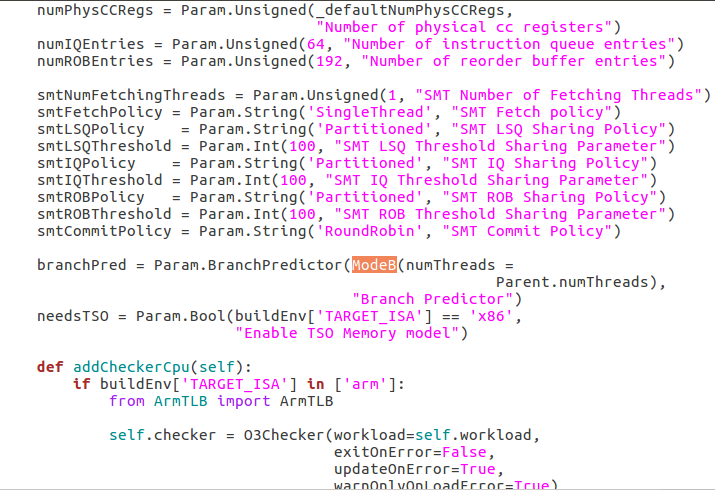 numPhysCCRegs = Param.Unsigned(_defaultNumPhysCCRegs,
                               "Number of physical cc registers")
numIQEntries = Param.Unsigned(64, "Number of instruction queue entries")
numROBEntries = Param.Unsigned(192, "Number of reorder buffer entries")

smtNumFetchingThreads = Param.Unsigned(1, "SMT Number of Fetching Threads")
smtFetchPolicy = Param.String('SingleThread', "SMT Fetch policy")
smtLSQPolicy    = Param.String('Partitioned', "SMT LSQ Sharing Policy")
smtLSQThreshold = Param.Int(100, "SMT LSQ Threshold Sharing Parameter")
smtIQPolicy    = Param.String('Partitioned', "SMT IQ Sharing Policy")
smtIQThreshold = Param.Int(100, "SMT IQ Threshold Sharing Parameter")
smtROBPolicy   = Param.String('Partitioned', "SMT ROB Sharing Policy")
smtROBThreshold = Param.Int(100, "SMT ROB Threshold Sharing Parameter")
smtCommitPolicy = Param.String('RoundRobin', "SMT Commit Policy")

branchPred = Param.BranchPredictor(ModeB(numThreads =
                                                   Parent.numThreads),
                                   "Branch Predictor")
needsTSO = Param.Bool(buildEnv['TARGET_ISA'] == 'x86',
                      "Enable TSO Memory model")

def addCheckerCpu(self):
    if buildEnv['TARGET_ISA'] in ['arm']:
        from ArmTLB import ArmTLB

        self.checker = O3Checker(workload=self.workload,
                                 exitOnError=False,
                                 updateOnError=True,
                                 warnOnlyOnLoadError=True)